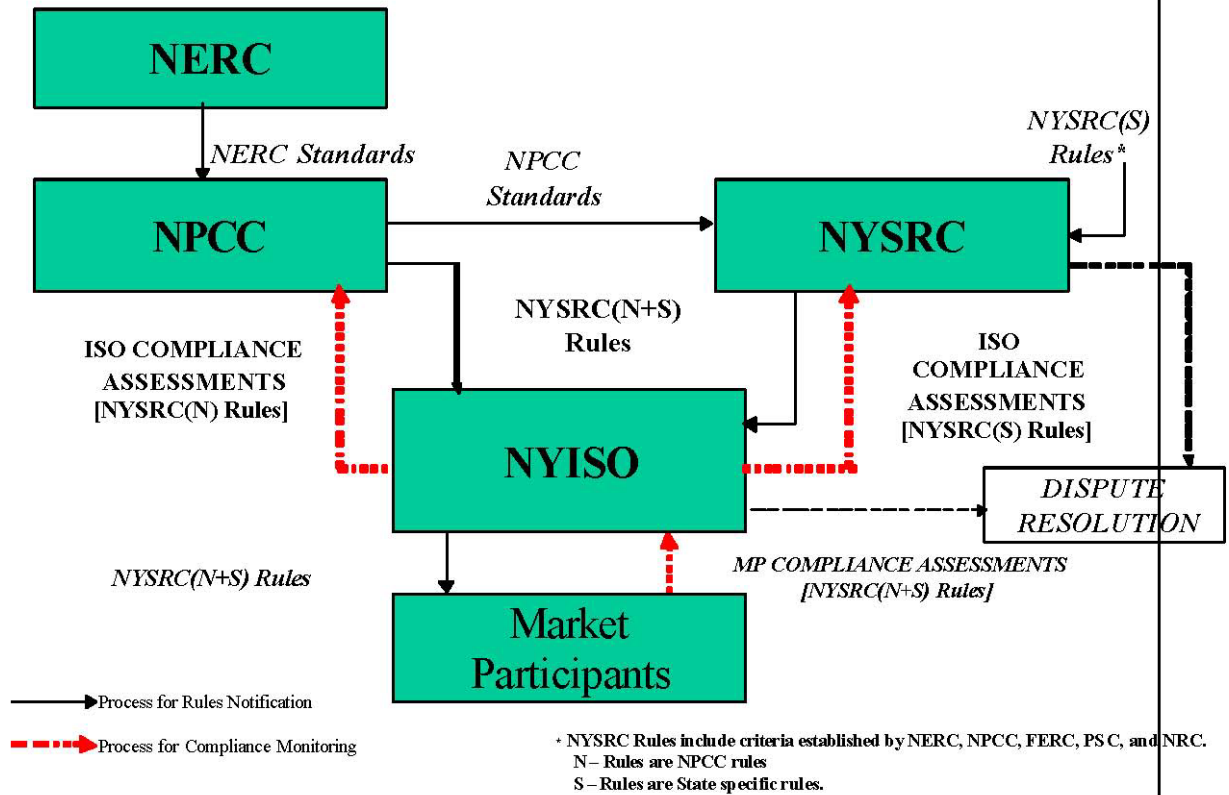 NERC
NERC Standards
NPCC
Standards
NYSRC(S)
Rules*
NPCC
NYSRC
NYSRC(N+S)
Rules
ISO COMPLIANCE
ASSESSMENTS
[NYSRC(N) Rules]
ISO
COMPLIANCE
ASSESSMENTS
[NYSRC(S) Rules]
NYISO
DISPUTE
RESOLUTION
NYSRC(N+S) Rules
MP COMPLIANCE ASSESSMENTS
[NYSRC(N+S) Rules]
Market
Participants
Process for Rules Notification
Process for Compliance Monitoring
* NYSRC Rules include criteria established by NERC, NPCC, FERC, PSC, and NRC.
N – Rules are NPCC rules
S – Rules are State specific rules.